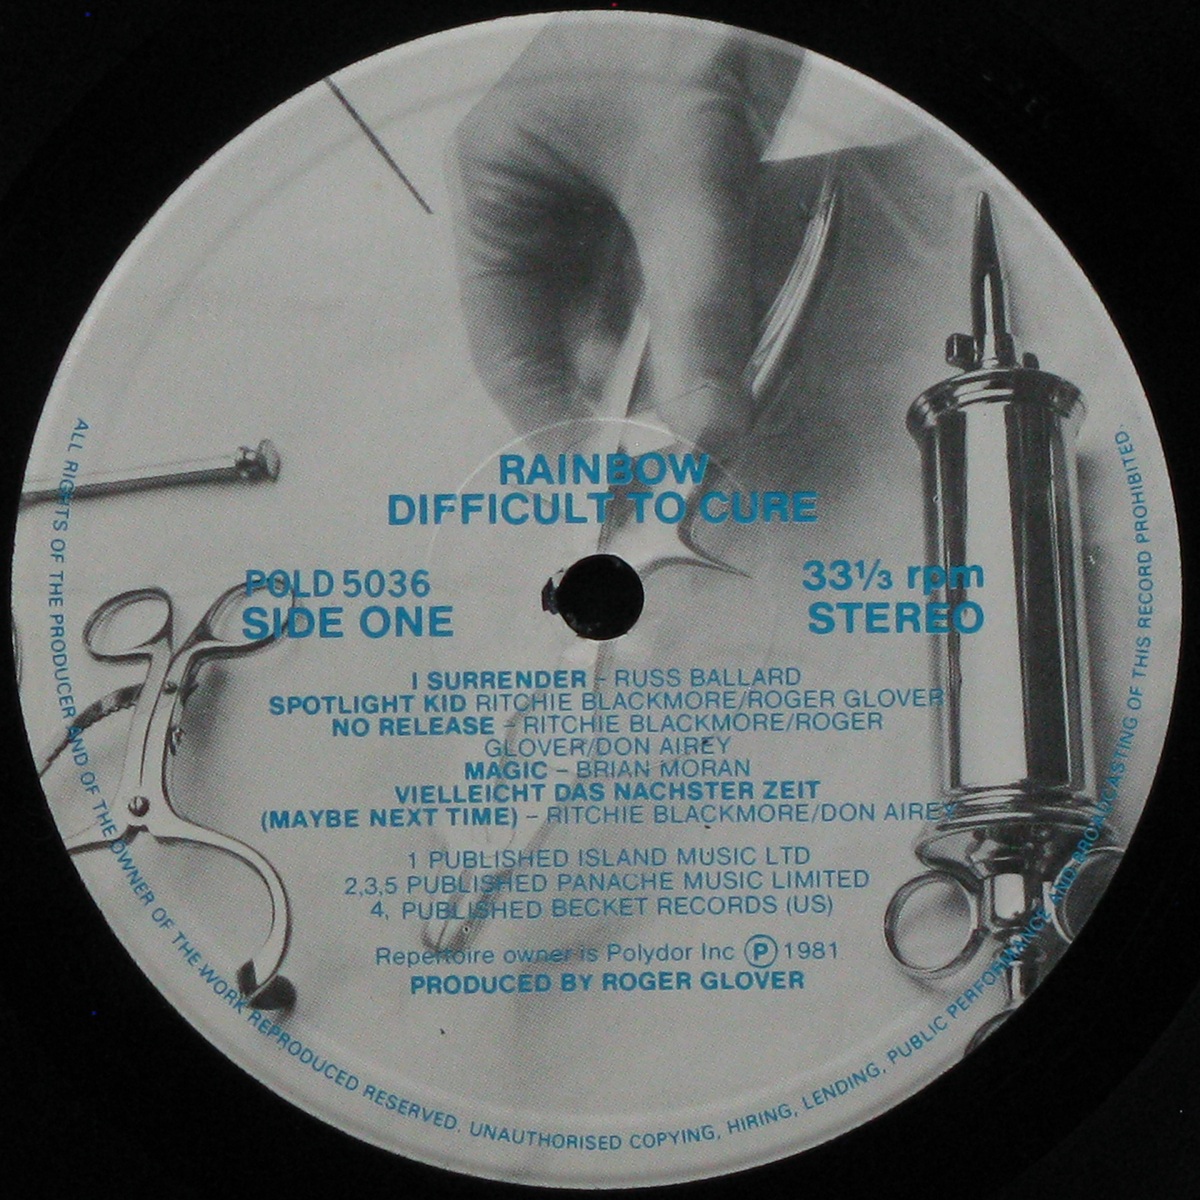 RAINBOW
DIFFICULT TO CURE
POLD 5036
SIDE ONE
33⅓ rpm
STEREO
I SURRENDER – RUSS BALLARD
SPOTLIGHT KID RITCHIE BLACKMORE/ROGER GLOVER
NO RELEASE – RITCHIE BLACKMORE/ROGER
GLOVER/DON AIREY
MAGIC – BRIAN MORAN
VIELLEICHT DAS NACHSTER ZEIT
(MAYBE NEXT TIME) – RITCHIE BLACKMORE/DON AIREY
1 PUBLISHED ISLAND MUSIC LTD
2,3,5 PUBLISHED PANACHE MUSIC LIMITED
4, PUBLISHED BECKET RECORDS (US)
Repertoire owner is Polydor Inc Ⓟ 1981
PRODUCED BY ROGER GLOVER
ALL RIGHTS OF THE PRODUCER AND OF THE OWNER OF THE WORK REPRODUCED RESERVED. UNAUTHORISED COPYING, HIRING, LENDING, PUBLIC PERFORMANCE AND BROADCASTING OF THIS RECORD PROHIBITED.